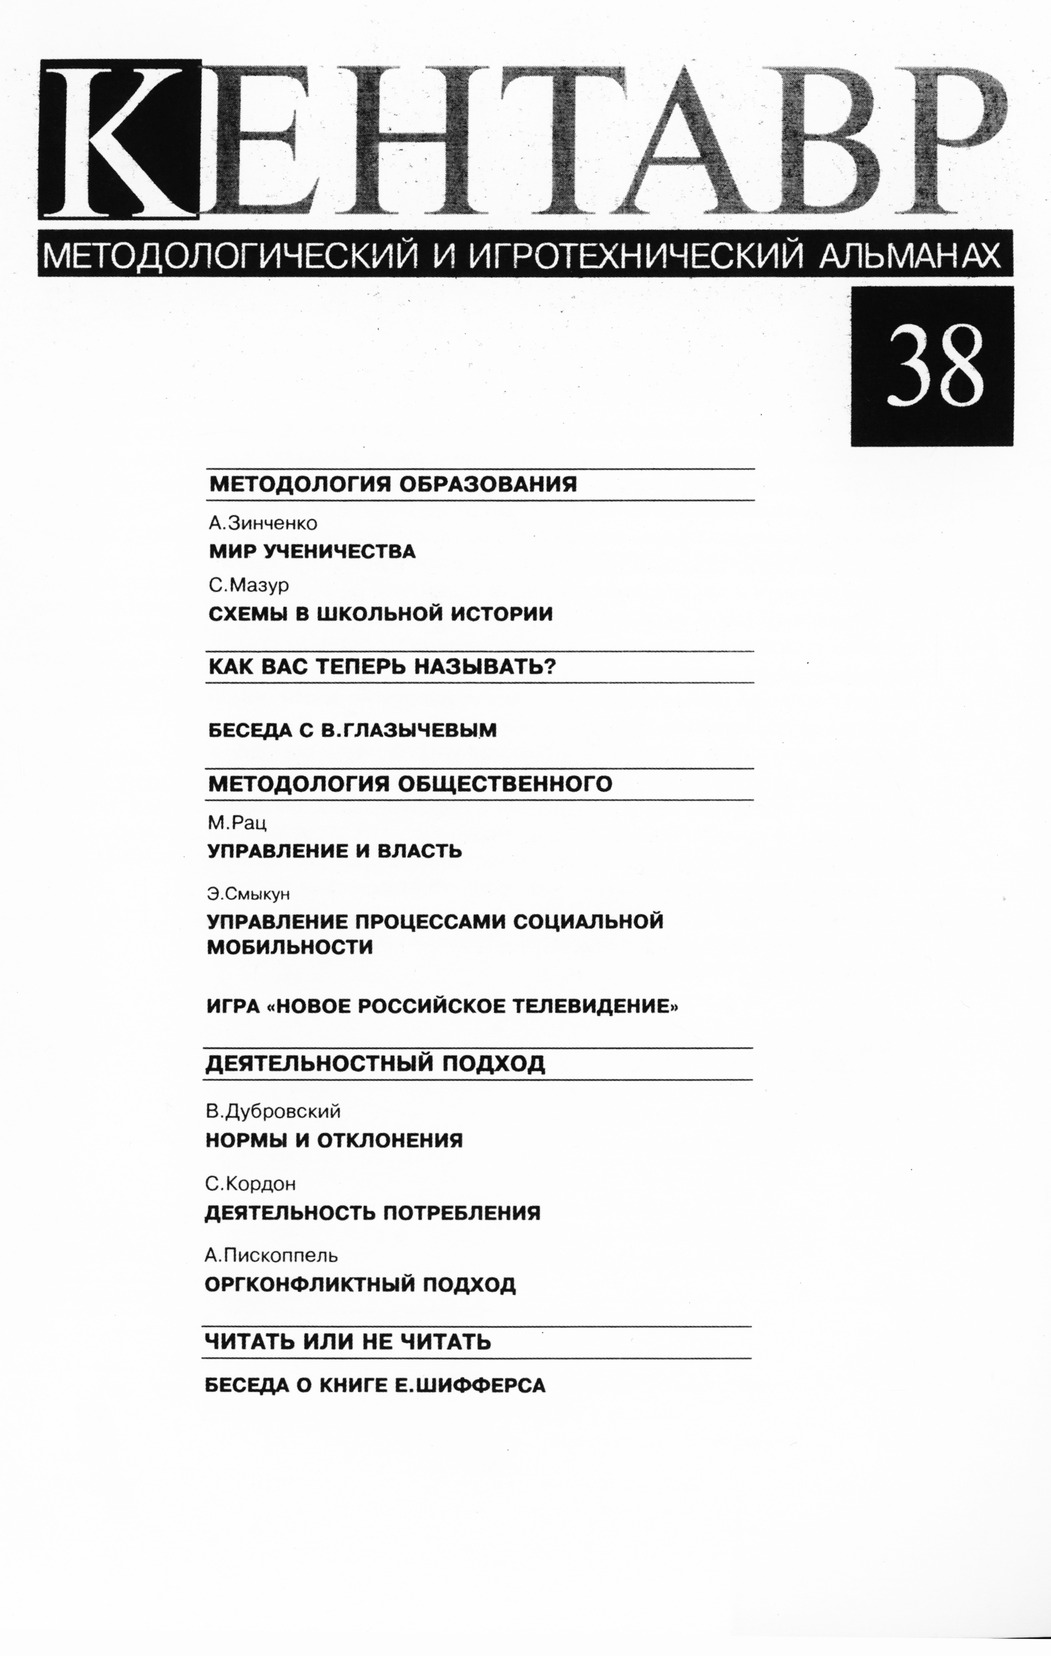 КЕНТАВР
МЕТОДОЛОГИЧЕСКИЙ И ИГРОТЕХНИЧЕСКИЙ АЛЬМАНАХ
38
МЕТОДОЛОГИЯ ОБРАЗОВАНИЯ
А.Зинченко
МИР УЧЕНИЧЕСТВА
С.Мазур
СХЕМЫ В ШКОЛЬНОЙ ИСТОРИИ
КАК ВАС ТЕПЕРЬ НАЗЫВАТЬ?
БЕСЕДА С В.ГЛАЗЫЧЕВЫМ
МЕТОДОЛОГИЯ ОБЩЕСТВЕННОГО
М.Рац
УПРАВЛЕНИЕ И ВЛАСТЬ
Э.Смыкун
УПРАВЛЕНИЕ ПРОЦЕССАМИ СОЦИАЛЬНОЙ
МОБИЛЬНОСТИ
ИГРА «НОВОЕ РОССИЙСКОЕ ТЕЛЕВИДЕНИЕ»
ДЕЯТЕЛЬНОСТНЫЙ ПОДХОД
В.Дубровский
НОРМЫ И ОТКЛОНЕНИЯ
С.Кордон
ДЕЯТЕЛЬНОСТЬ ПОТРЕБЛЕНИЯ
А.Пископпель
ОРГКОНФЛИКТНЫЙ ПОДХОД
ЧИТАТЬ ИЛИ НЕ ЧИТАТЬ
БЕСЕДА О КНИГЕ Е.ШИФФЕРСА